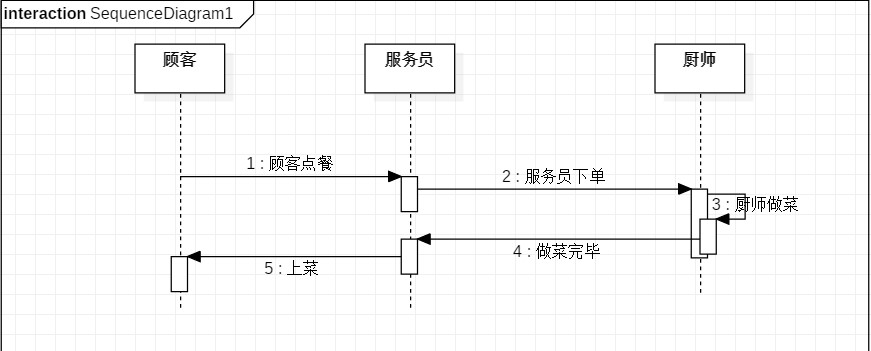 interaction SequenceDiagram1
顾客
服务员
厨师
1 : 顾客点餐
2 : 服务员下单
3 : 厨师做菜
4 : 做菜完毕
5 : 上菜